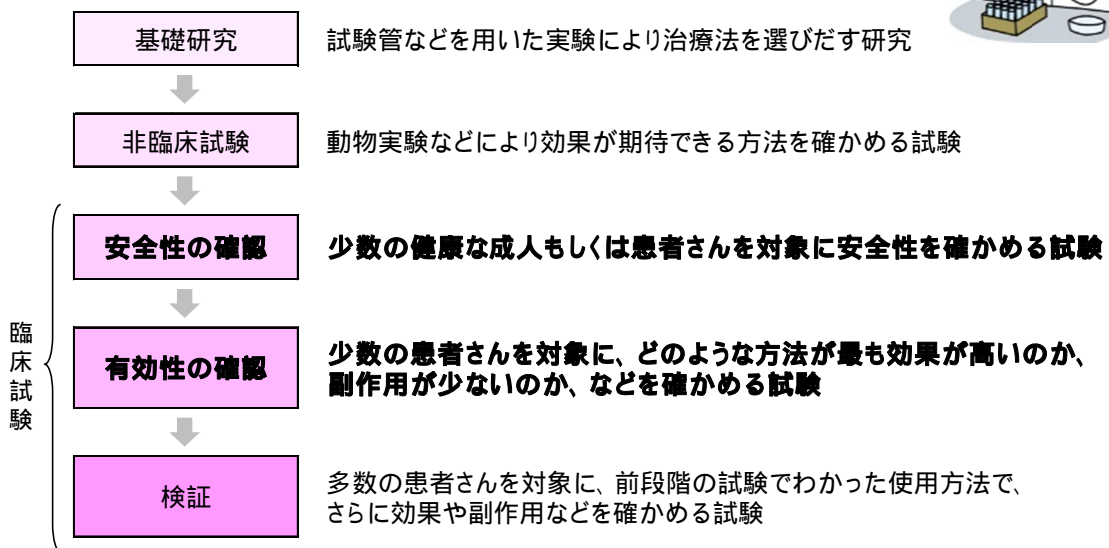 基礎研究 試験管などを用いた実験により治療法を選びだす研究
非臨床試験 動物実験などにより効果が期待できる方法を確かめる試験
安全性の確認 少数の健康な成人もしくは患者さんを対象に安全性を確かめる試験
臨床試験
有効性の確認 少数の患者さんを対象に、どのような方法が最も効果が高いのか、
副作用が少ないのか、などを確かめる試験
検証 多数の患者さんを対象に、前段階の試験でわかった使用方法で、
さらに効果や副作用などを確かめる試験